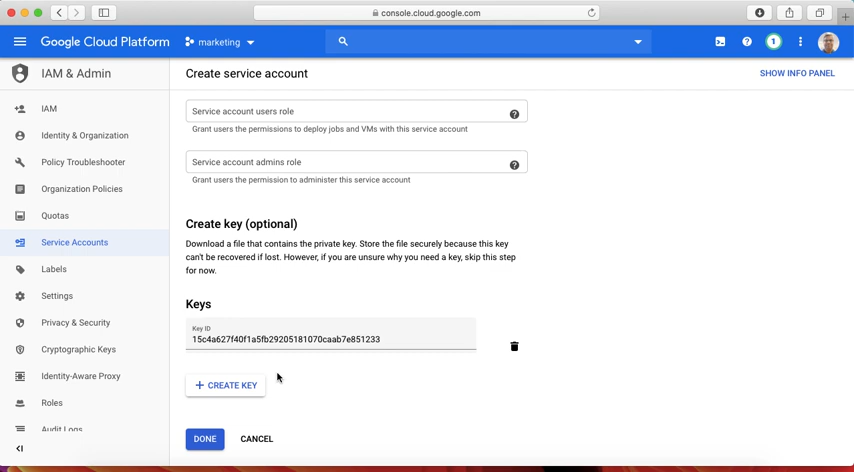 console.cloud.google.com
Google Cloud Platform
marketing
1
IAM & Admin
Create service account
SHOW INFO PANEL
IAM
Identity & Organization
Policy Troubleshooter
Organization Policies
Quotas
Service Accounts
Labels
Settings
Privacy & Security
Cryptographic Keys
Identity-Aware Proxy
Roles
Audit Logs
Service account users role
Grant users the permissions to deploy jobs and VMs with this service account
Service account admins role
Grant users the permission to administer this service account
Create key (optional)
Download a file that contains the private key. Store the file securely because this key
can't be recovered if lost. However, if you are unsure why you need a key, skip this step
for now.
Keys
Key ID
15c4a627f40f1a5fb29205181070caab7e851233
+ CREATE KEY
DONE
CANCEL